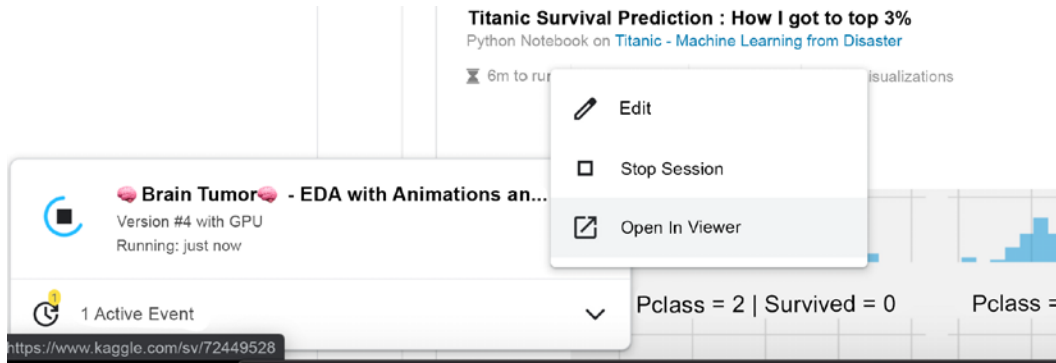 Titanic Survival Prediction : How I got to top 3%
Python Notebook on Titanic - Machine Learning from Disaster
6m to
Edit
Stop Session
Open In Viewer
🧠 Brain Tumor🧠 - EDA with Animations an...
Version #4 with GPU
Running: just now
1
1 Active Event
Pclass = 2 | Survived = 0
Pclass =
https://www.kaggle.com/sv/72449528